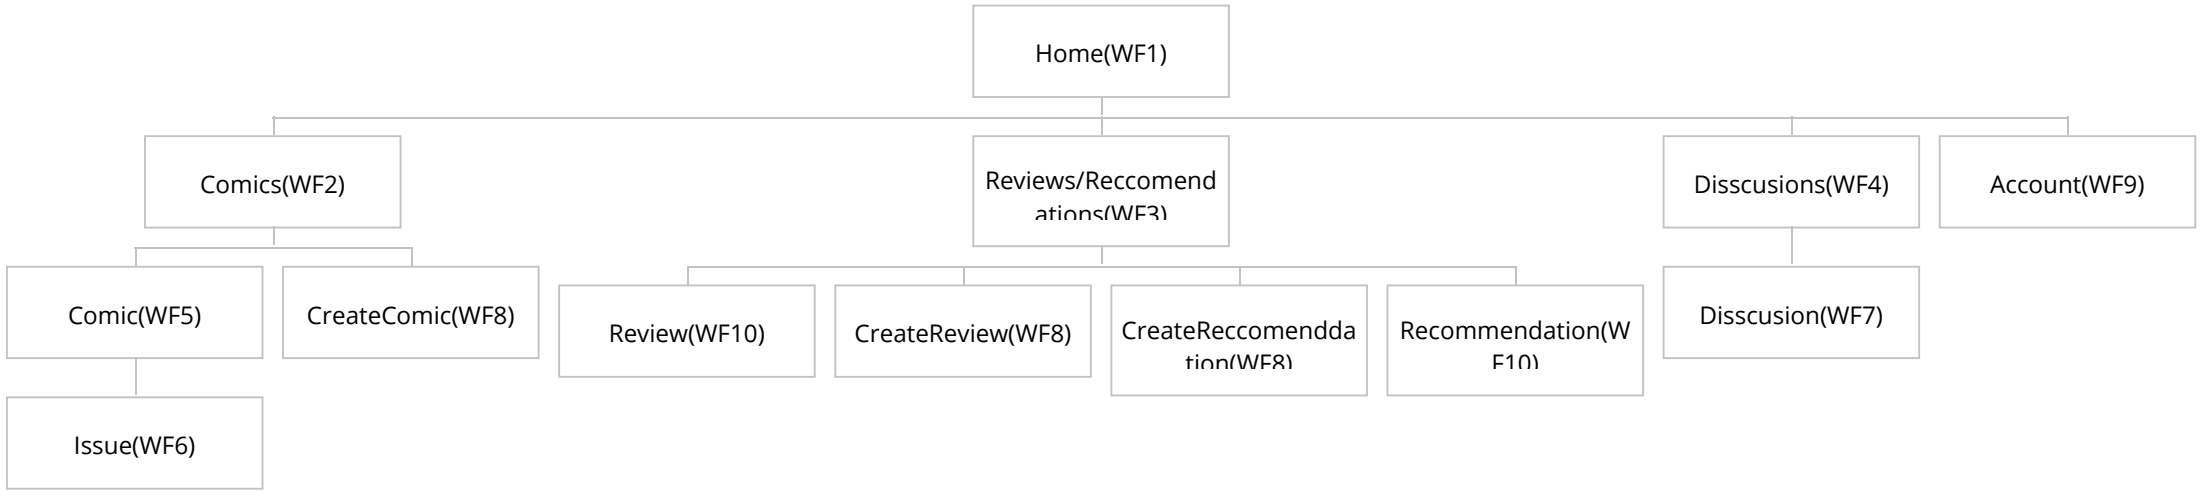 Home(WF1)
Comics(WF2)
Reviews/Reccomend
ations(WF3)
Disscusions(WF4)
Account(WF9)
Comic(WF5)
CreateComic(WF8)
Review(WF10)
CreateReview(WF8)
CreateReccomendda
tion(WF8)
Recommendation(W
F10)
Disscusion(WF7)
Issue(WF6)